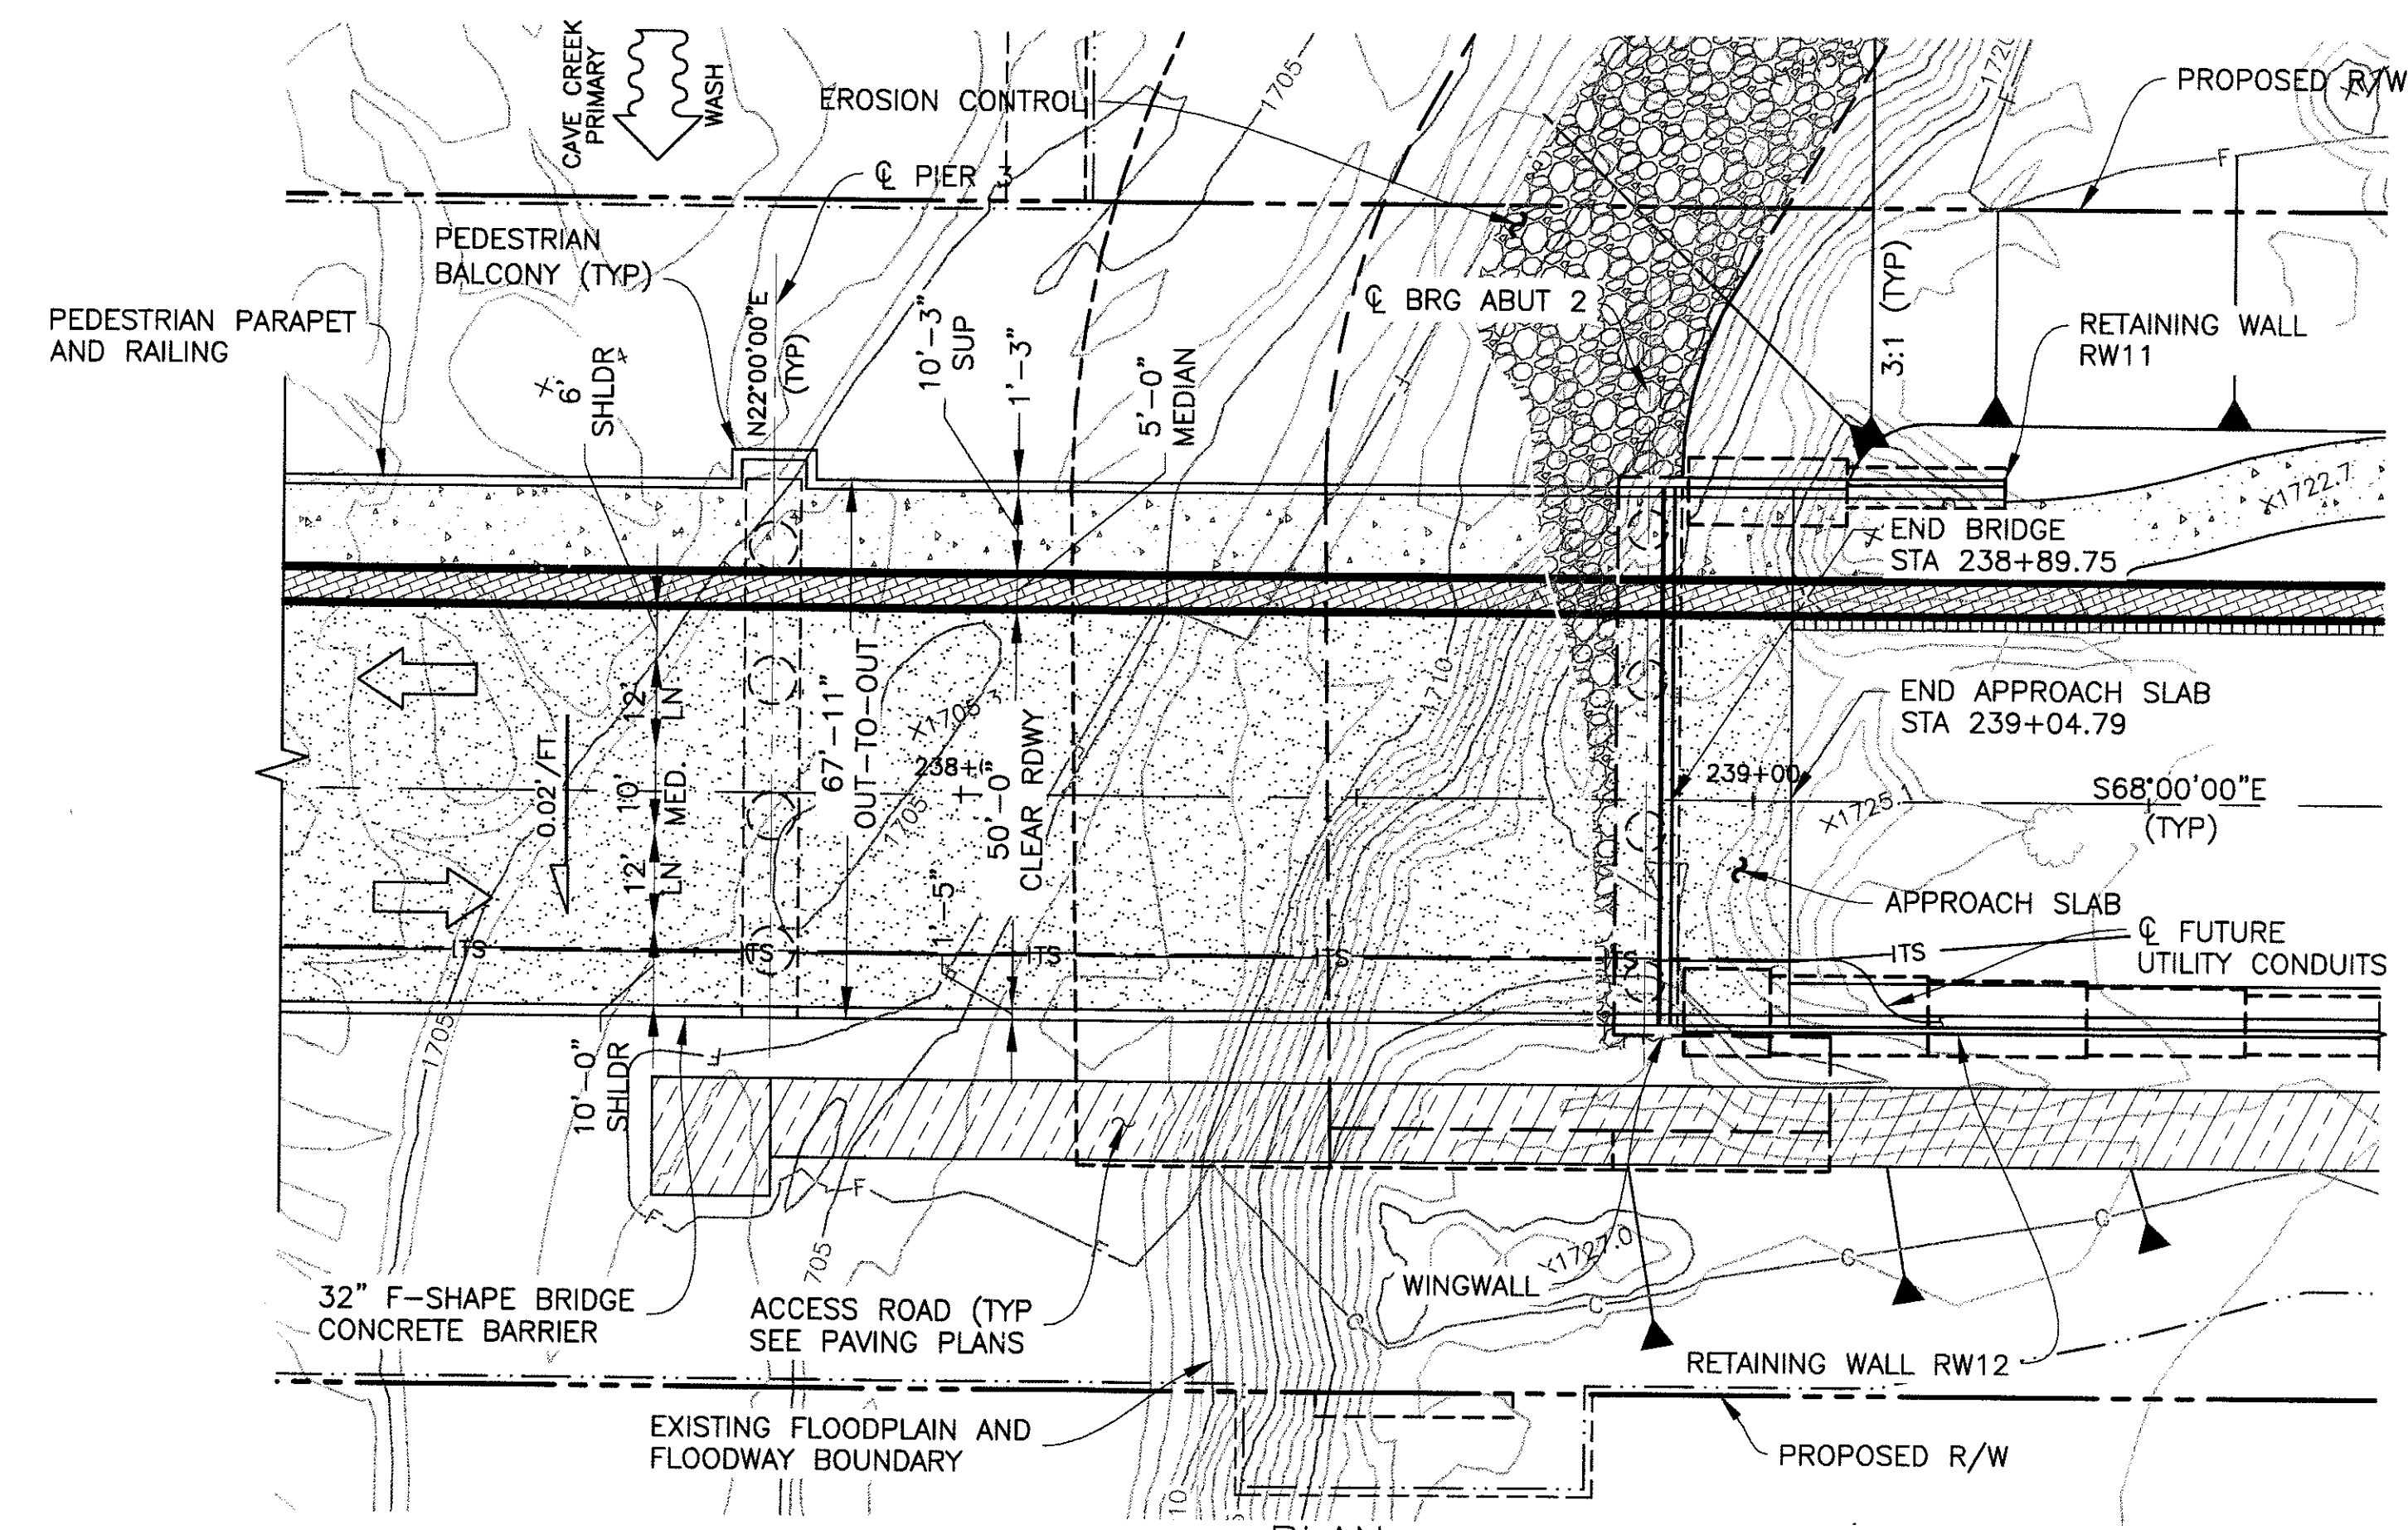 CAVE CREEK
PRIMARY
WASH
EROSION CONTROL
1705
172
PROPOSED R/W
F
℄ PIER
PEDESTRIAN
BALCONY (TYP)
N22°00'00"E
(TYP)
10'-3"
SUP
1'-3"
5'-0"
MEDIAN
℄ BRG ABUT 2
3:1 (TYP)
RETAINING WALL
RW11
PEDESTRIAN PARAPET
AND RAILING
6'
SHLDR
X1722.7
END BRIDGE
STA 238+89.75
12'
LN
10'
MED.
12'
LN
0.02'/FT
67'-11"
OUT-TO-OUT
X1705
1705
238+
50'-0"
CLEAR RDWY
1'-5"
1710
END APPROACH SLAB
STA 239+04.79
239+00
X1725.1
S68°00'00"E
(TYP)
APPROACH SLAB
℄ FUTURE
UTILITY CONDUITS
ITS
ITS
ITS
ITS
ITS
ITS
1705
10'-0"
SHLDR
F
F
F
F
32" F-SHAPE BRIDGE
CONCRETE BARRIER
705
ACCESS ROAD (TYP
SEE PAVING PLANS
WINGWALL
X1727.0
C
C
C
C
RETAINING WALL RW12
EXISTING FLOODPLAIN AND
FLOODWAY BOUNDARY
10
PROPOSED R/W
PLAN